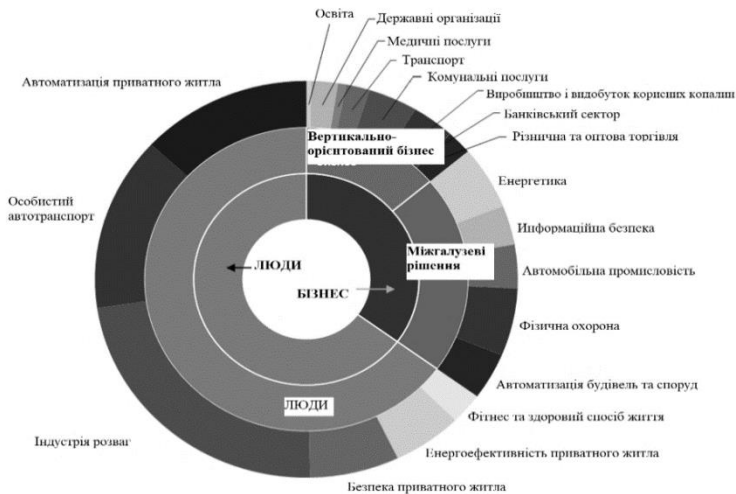 Освіта
Державні організації
Медичні послуги
Транспорт
Комунальні послуги
Виробництво і видобуток корисних копалин
Банківський сектор
Різнична та оптова торгівля
Енергетика
Информаційна безпека
Автомобільна промисловість
Фізична охорона
Автоматизація будівель та споруд
Фітнес та здоровий спосіб життя
Енергоефективність приватного житла
Безпека приватного житла
Індустрія розваг
Особистий
автотранспорт
Автоматизація приватного житла
Вертикально-
орієнтований бізнес
Міжгалузеві
рішення
ЛЮДИ
БІЗНЕС
ЛЮДИ